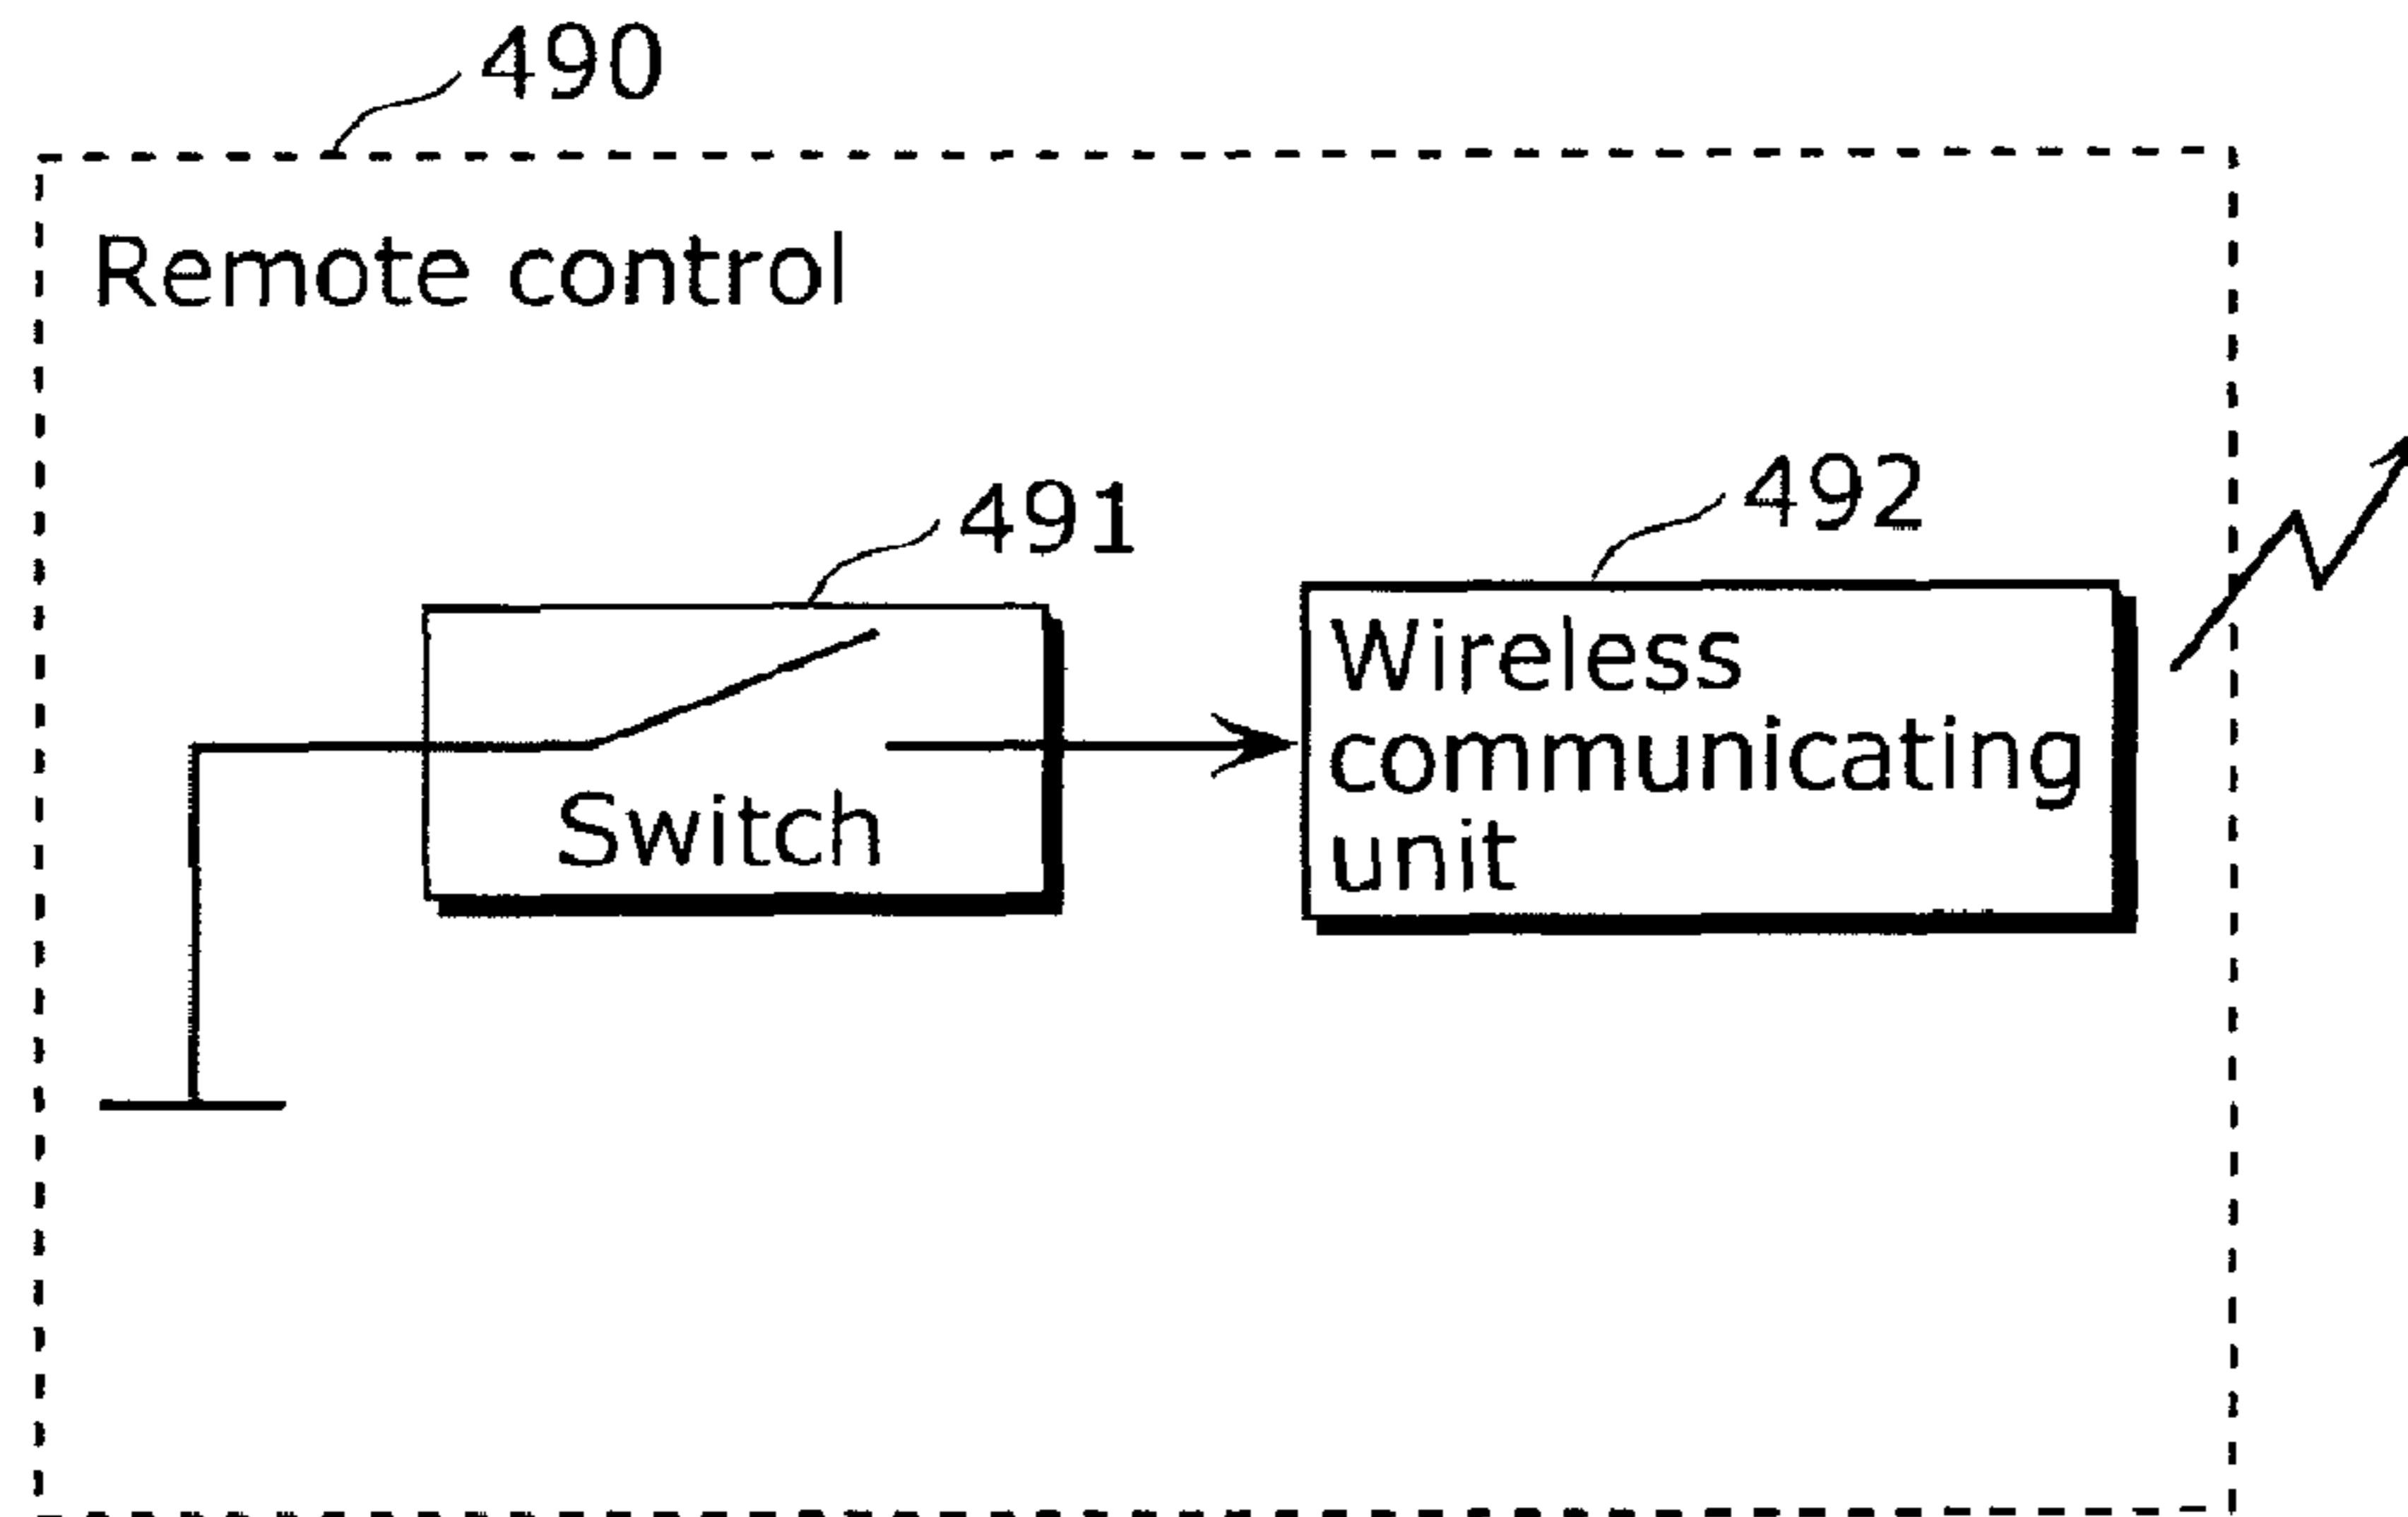 490
Remote control
491
492
Switch
Wireless
communicating
unit